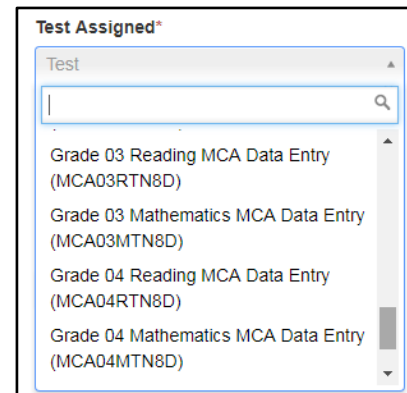 Test Assigned*
Test
Grade 03 Reading MCA Data Entry
(MCA03RTN8D)
Grade 03 Mathematics MCA Data Entry
(MCA03MTN8D)
Grade 04 Reading MCA Data Entry
(MCA04RTN8D)
Grade 04 Mathematics MCA Data Entry
(MCA04MTN8D)